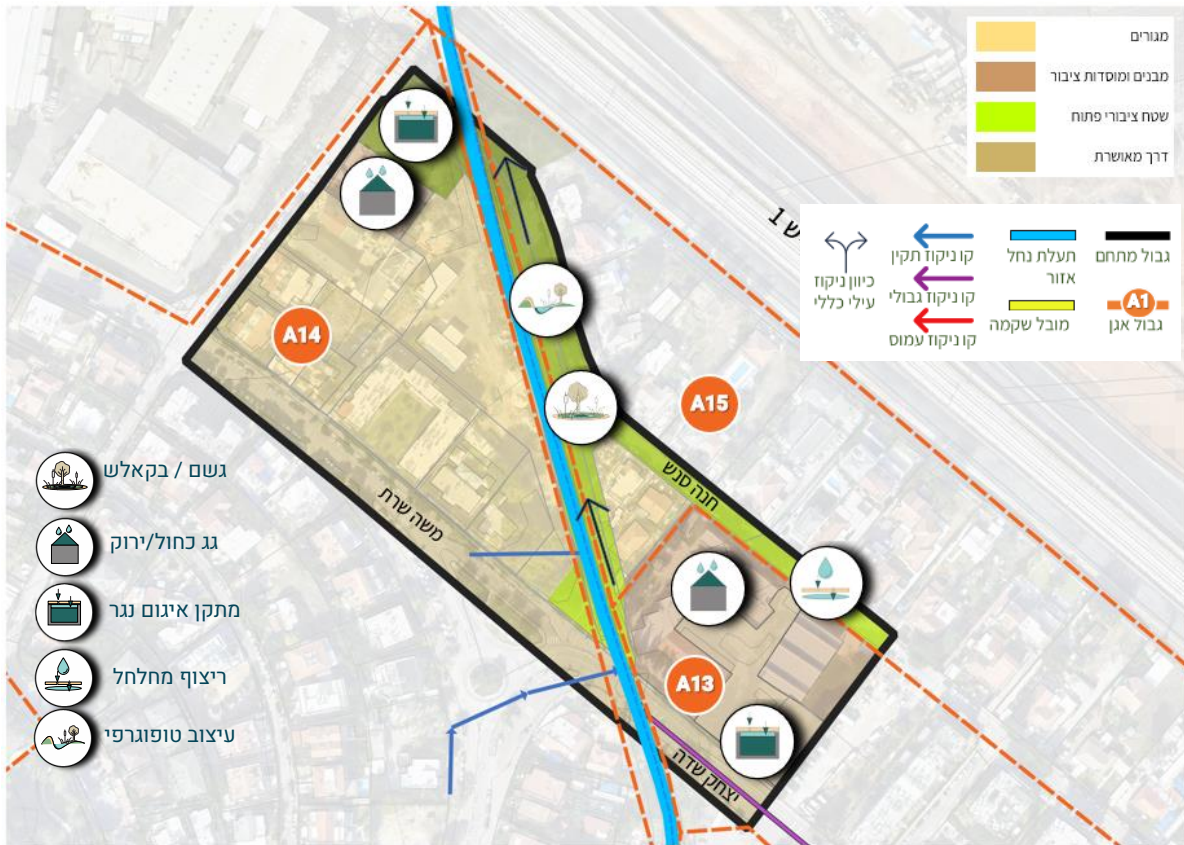 מגורים
מבנים ומוסדות ציבור
שטח ציבורי פתוח
דרך מאושרת
גבול מתחם
תעלת נחל
אזור
קו ניקוז תקין
כיוון ניקוז
עילי כללי
A1
גבול אגן
מובל שקמה
קו ניקוז גבולי
קו ניקוז עמוס
ש 1
A14
A15
חנה סנש
משה שרת
A13
יצחק שדה
גשם / בקאלש
גג כחול/ירוק
מתקן איגום נגר
ריצוף מחלחל
עיצוב טופוגרפי